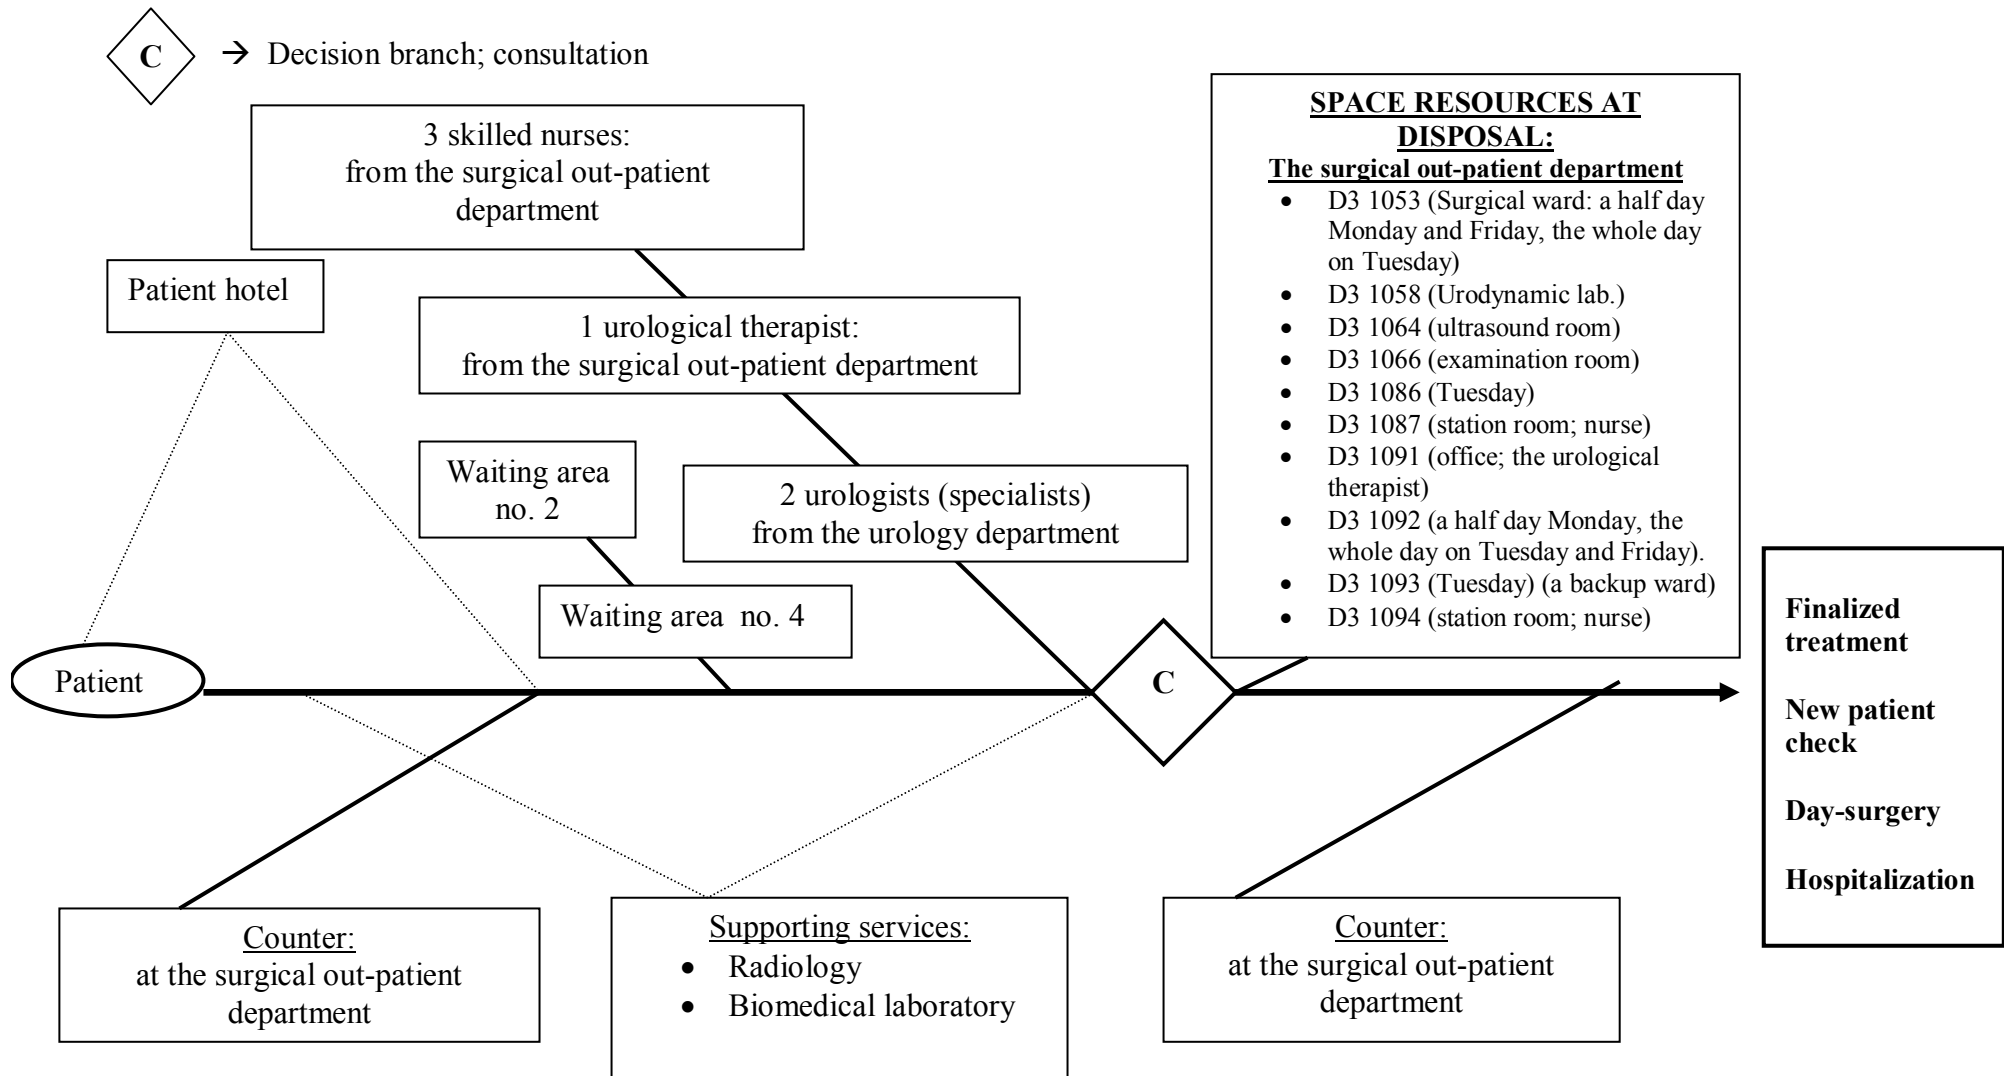 C → Decision branch; consultation
3 skilled nurses:
from the surgical out-patient
department
Patient hotel
1 urological therapist:
from the surgical out-patient department
Waiting area
no. 2
2 urologists (specialists)
from the urology department
Waiting area no. 4
Patient
C
SPACE RESOURCES AT
DISPOSAL:
The surgical out-patient department
• D3 1053 (Surgical ward: a half day
Monday and Friday, the whole day
on Tuesday)
• D3 1058 (Urodynamic lab.)
• D3 1064 (ultrasound room)
• D3 1066 (examination room)
• D3 1086 (Tuesday)
• D3 1087 (station room; nurse)
• D3 1091 (office; the urological
therapist)
• D3 1092 (a half day Monday, the
whole day on Tuesday and Friday).
• D3 1093 (Tuesday) (a backup ward)
• D3 1094 (station room; nurse)
Finalized
treatment
New patient
check
Day-surgery
Hospitalization
Counter:
at the surgical out-patient
department
Supporting services:
• Radiology
• Biomedical laboratory
Counter:
at the surgical out-patient
department